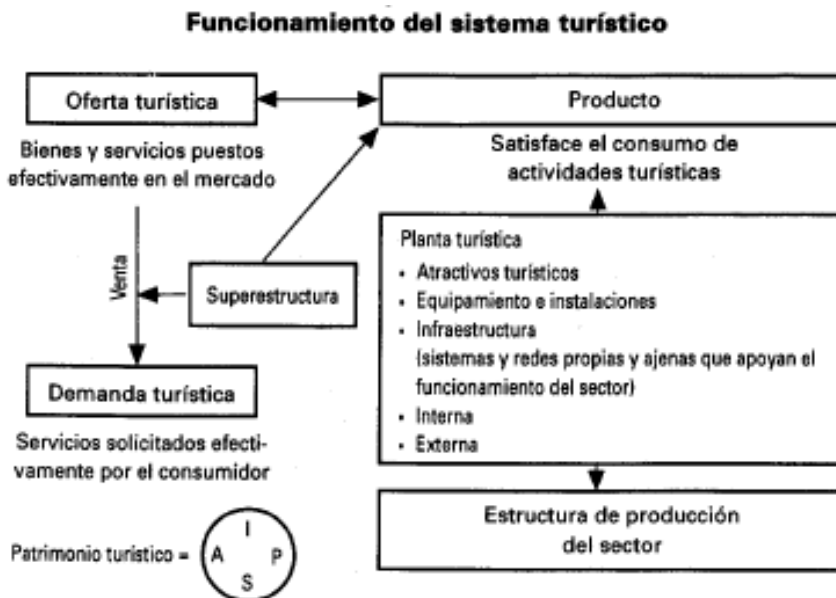 Funcionamiento del sistema turístico
Oferta turística
Bienes y servicios puestos
efectivamente en el mercado
Venta
Superestructura
Demanda turística
Servicios solicitados efecti-
vamente por el consumidor
Patrimonio turístico =
I
A P
S
Producto
Satisface el consumo de
actividades turísticas
Planta turística
• Atractivos turísticos
• Equipamiento e instalaciones
• Infraestructura
(sistemas y redes propias y ajenas que apoyan el
funcionamiento del sector)
• Interna
• Externa
Estructura de producción
del sector